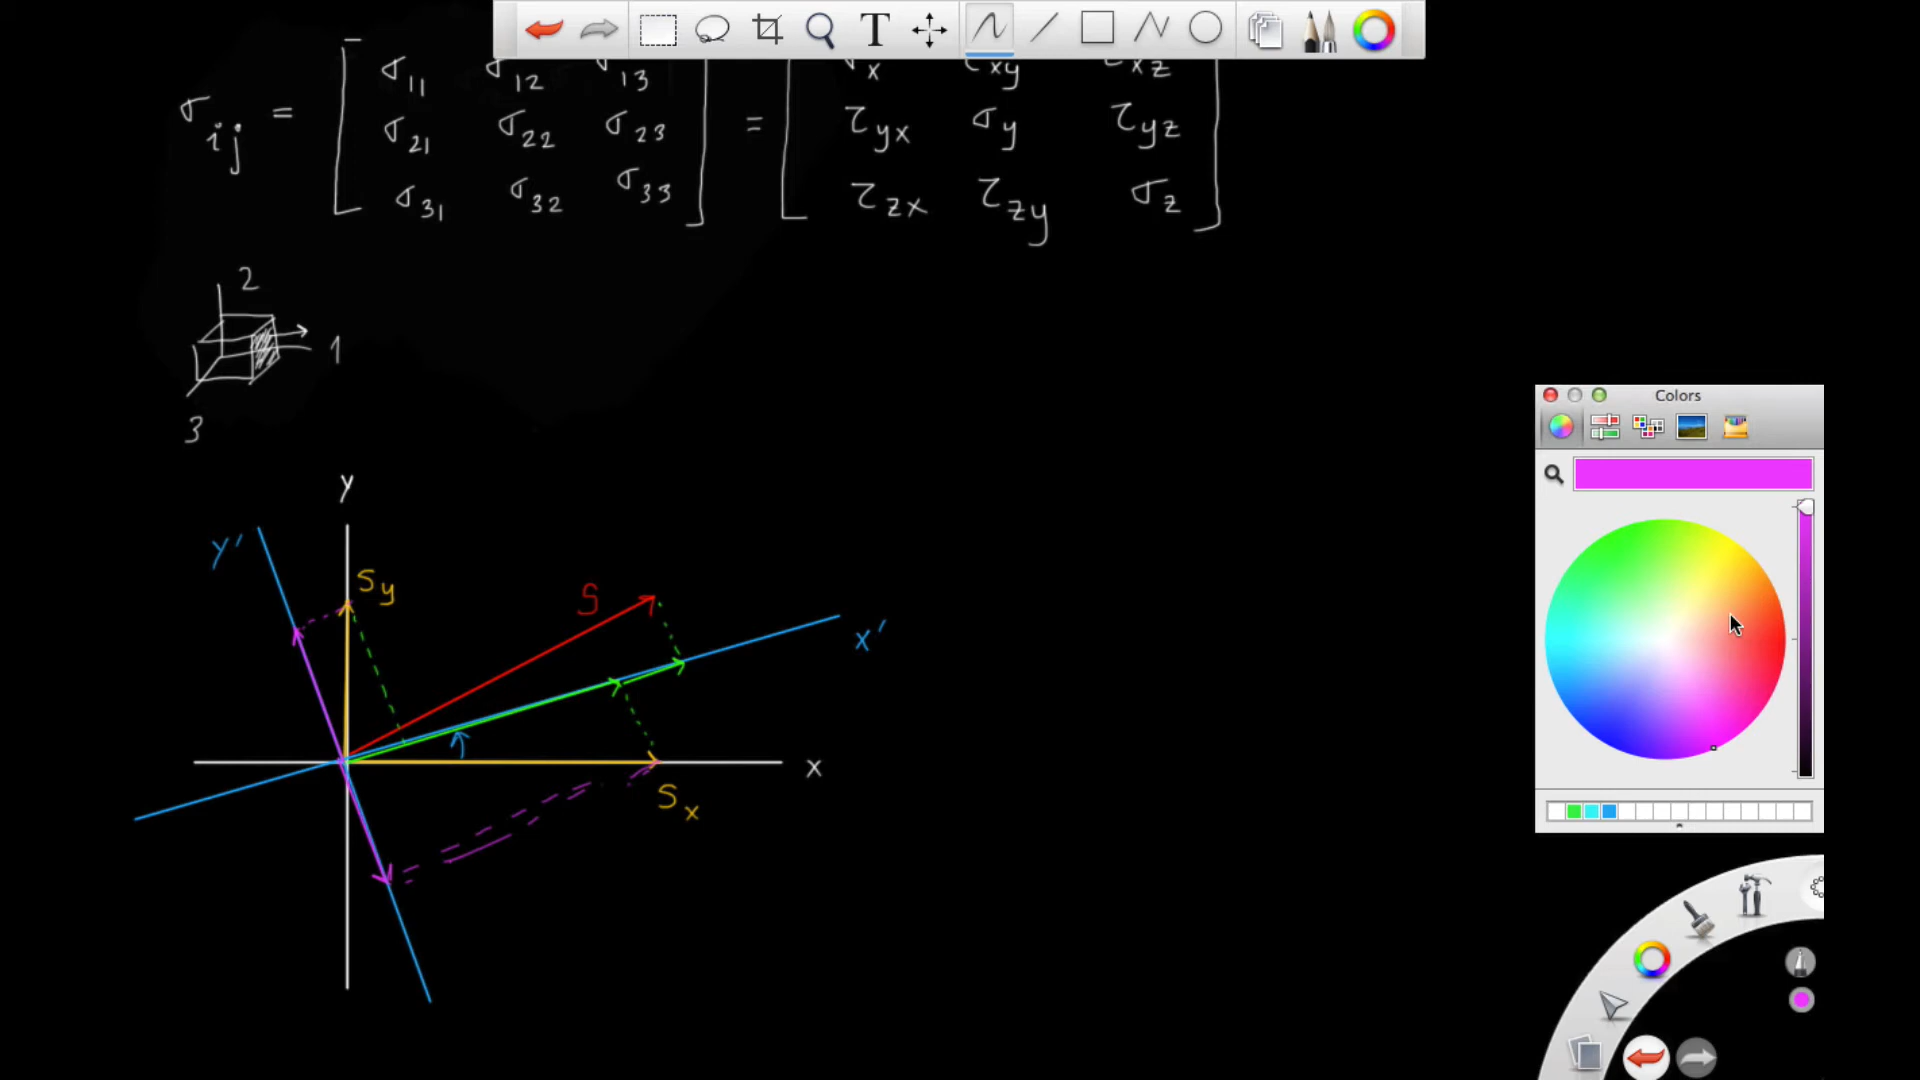 σ11 σ12 σ13 σx τxy τxz
σij = σ21 σ22 σ23 = τyx σy τyz
σ31 σ32 σ33 τzx τzy σz
2
1
3
y
y'
Sy
S
x'
x
Sx
T
Colors